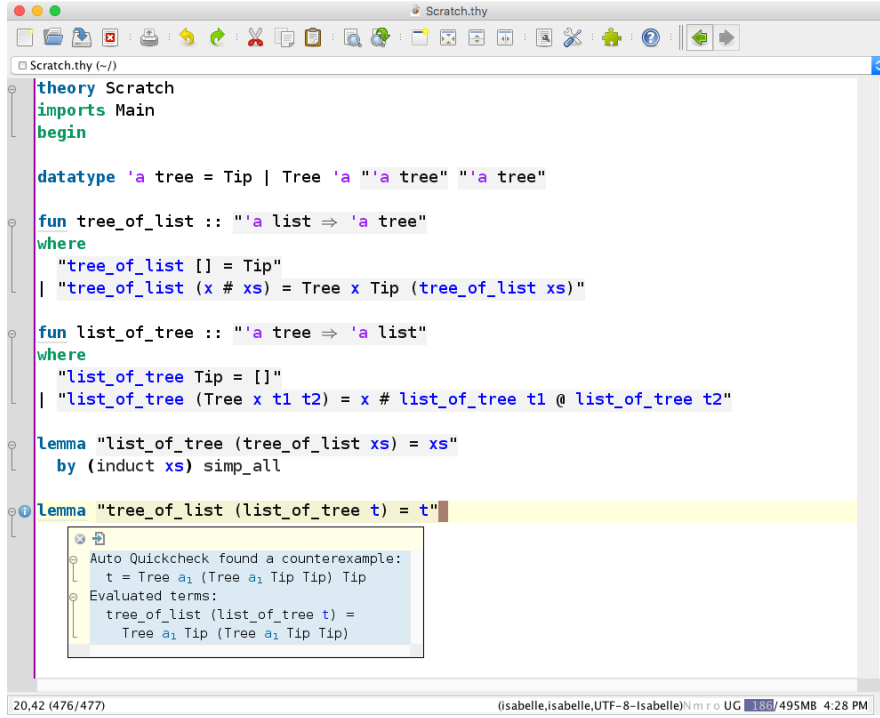 Scratch.thy
Scratch.thy (~/)
theory Scratch
imports Main
begin
datatype 'a tree = Tip | Tree 'a "'a tree" "'a tree"
fun tree_of_list :: "'a list ⇒ 'a tree"
where
"tree_of_list [] = Tip"
| "tree_of_list (x # xs) = Tree x Tip (tree_of_list xs)"
fun list_of_tree :: "'a tree ⇒ 'a list"
where
"list_of_tree Tip = []"
| "list_of_tree (Tree x t1 t2) = x # list_of_tree t1 @ list_of_tree t2"
lemma "list_of_tree (tree_of_list xs) = xs"
by (induct xs) simp_all
lemma "tree_of_list (list_of_tree t) = t"
Auto Quickcheck found a counterexample:
t = Tree a₁ (Tree a₁ Tip Tip) Tip
Evaluated terms:
tree_of_list (list_of_tree t) =
Tree a₁ Tip (Tree a₁ Tip Tip)
20,42 (476/477) (isabelle,isabelle,UTF-8-Isabelle)N m r o UG 186/495MB 4:28 PM